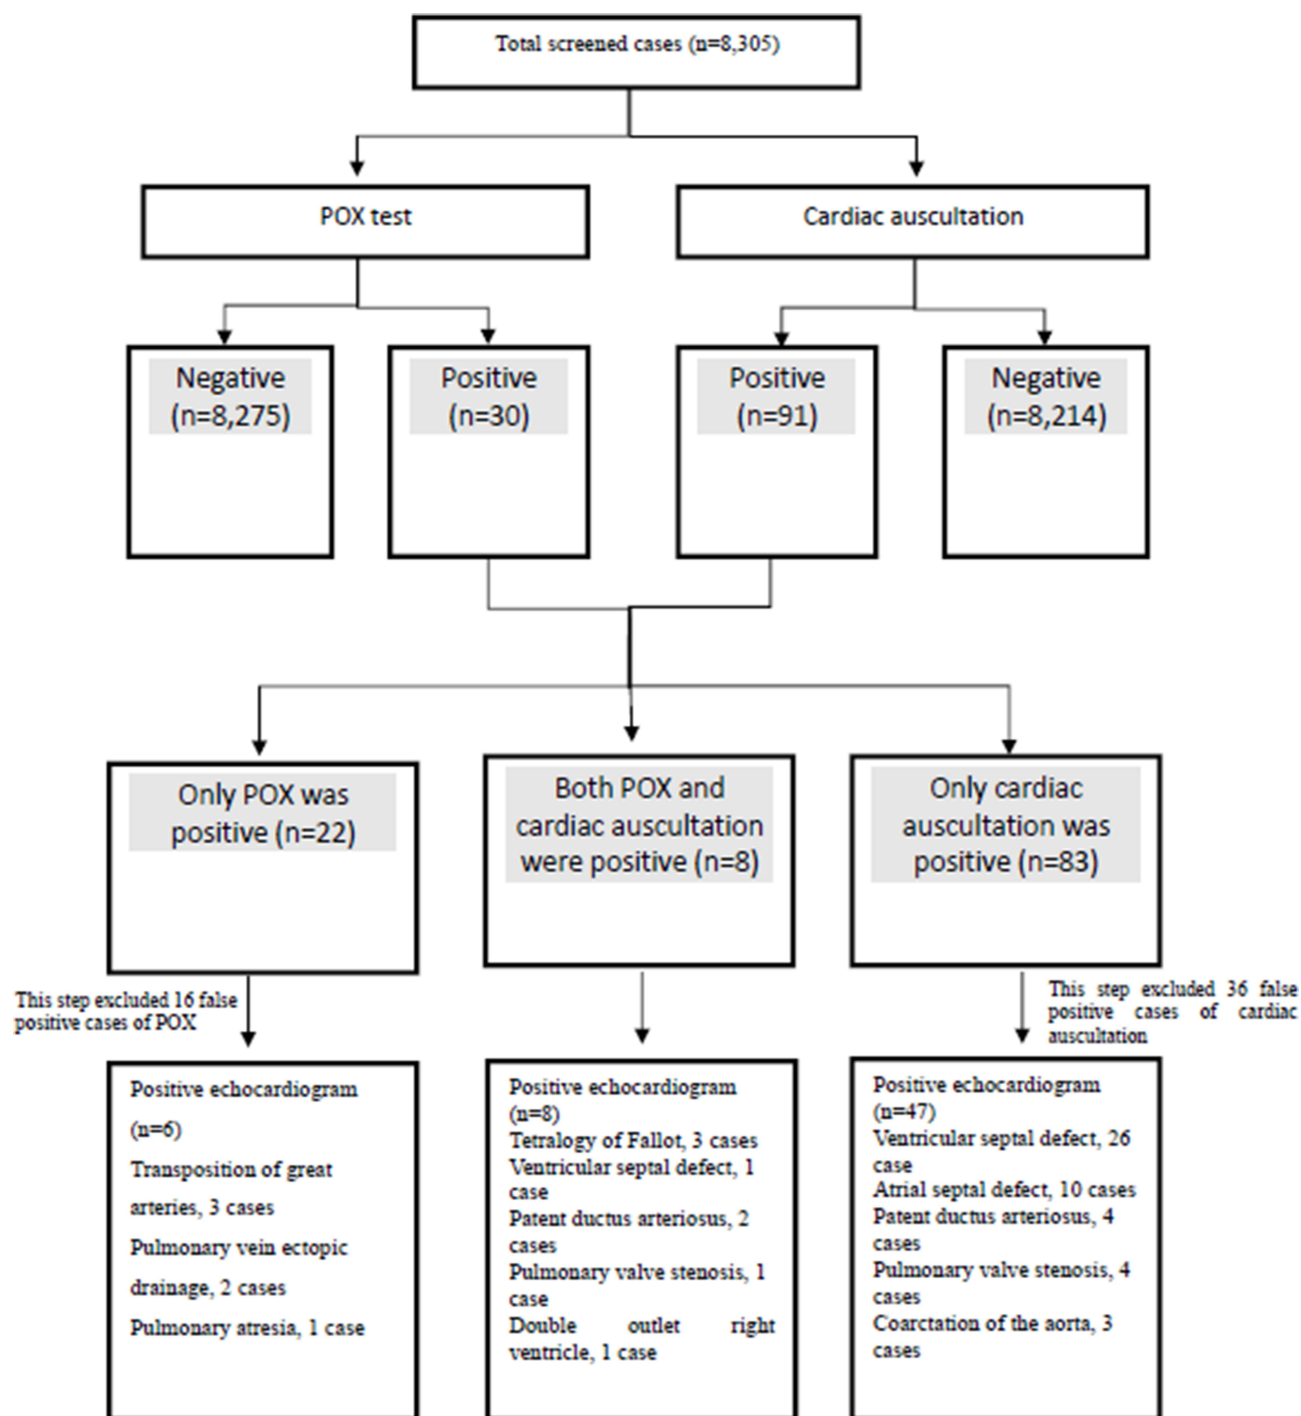 Total screened cases (n=8,305)
POX test
Cardiac auscultation
Negative
(n=8,275)
Positive
(n=30)
Positive
(n=91)
Negative
(n=8,214)
Only POX was
positive (n=22)
Both POX and
cardiac auscultation
were positive (n=8)
Only cardiac
auscultation was
positive (n=83)
This step excluded 16 false
positive cases of POX
This step excluded 36 false
positive cases of cardiac
auscultation
Positive echocardiogram
(n=6)
Transposition of great
arteries, 3 cases
Pulmonary vein ectopic
drainage, 2 cases
Pulmonary atresia, 1 case
Positive echocardiogram
(n=8)
Tetralogy of Fallot, 3 cases
Ventricular septal defect, 1
case
Patent ductus arteriosus, 2
cases
Pulmonary valve stenosis, 1
case
Double outlet right
ventricle, 1 case
Positive echocardiogram
(n=47)
Ventricular septal defect, 26
case
Atrial septal defect, 10 cases
Patent ductus arteriosus, 4
cases
Pulmonary valve stenosis, 4
cases
Coarctation of the aorta, 3
cases